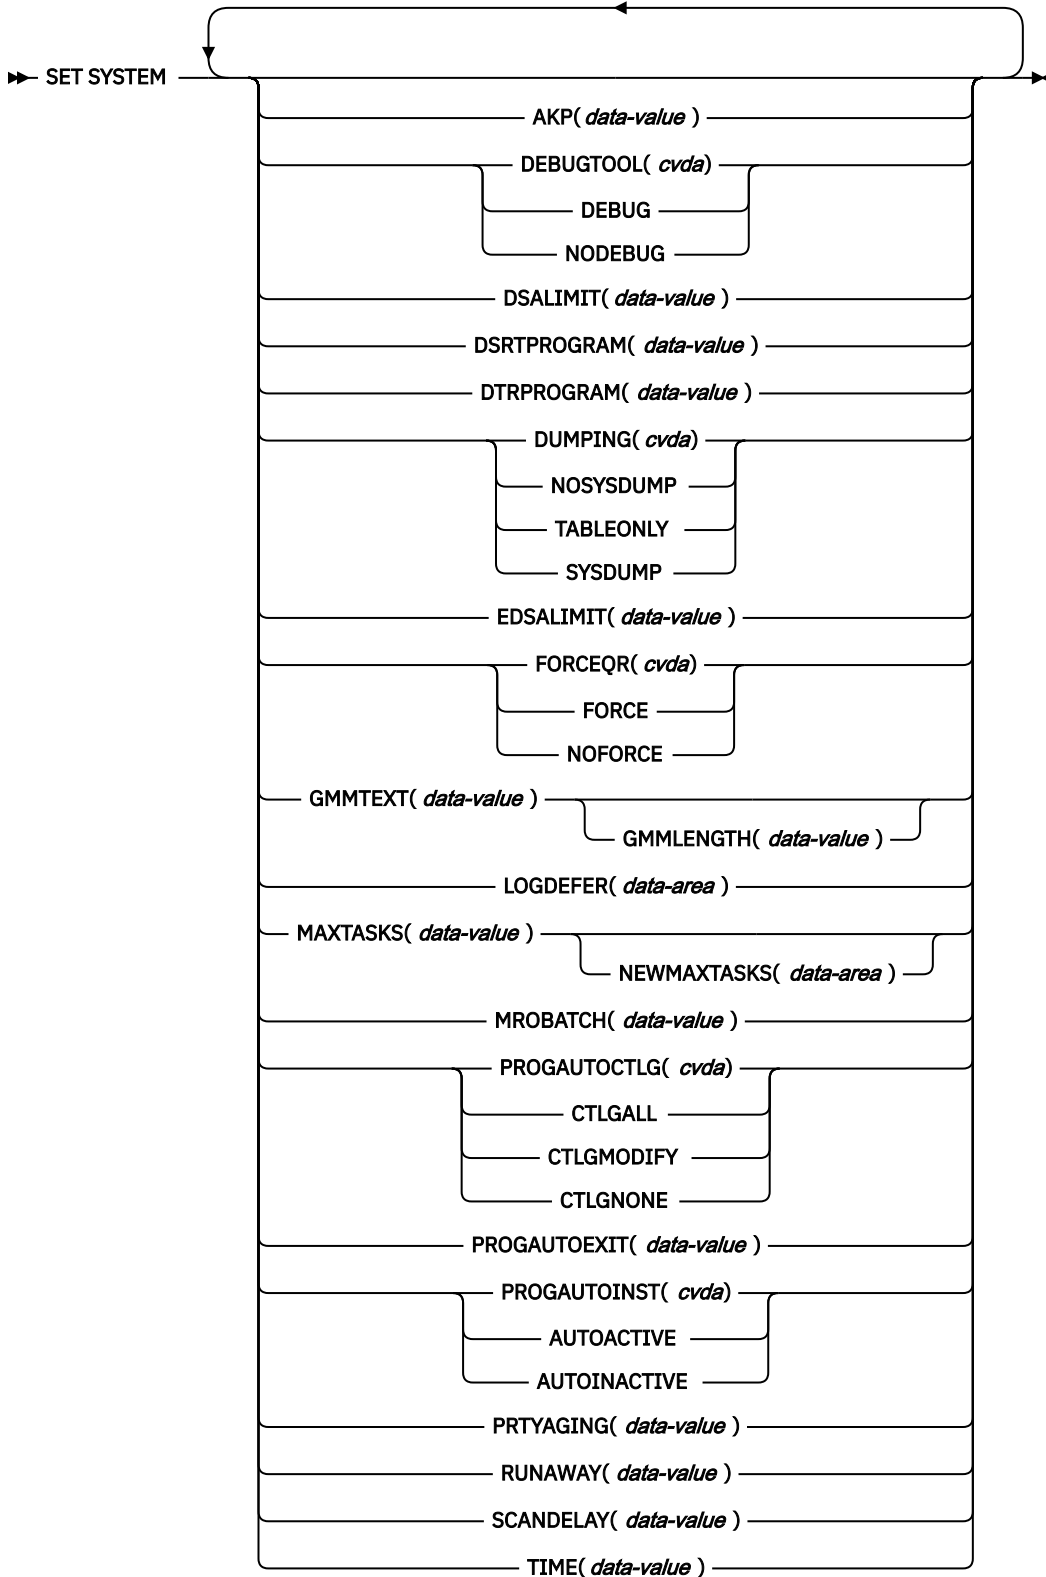 SET SYSTEM
AKP( data-value )
DEBUGTOOL( cvda)
DEBUG
NODEBUG
DSALIMIT( data-value )
DSRTPROGRAM( data-value )
DTRPROGRAM( data-value )
DUMPING( cvda)
NOSYSDUMP
TABLEONLY
SYSDUMP
EDSALIMIT( data-value )
FORCEQR( cvda)
FORCE
NOFORCE
GMMTEXT( data-value )
GMMLENGTH( data-value )
LOGDEFER( data-area )
MAXTASKS( data-value )
NEWMAXTASKS( data-area )
MROBATCH( data-value )
PROGAUTOCTLG( cvda)
CTLGALL
CTLGMODIFY
CTLGNONE
PROGAUTOEXIT( data-value )
PROGAUTOINST( cvda)
AUTOACTIVE
AUTOINACTIVE
PRTYAGING( data-value )
RUNAWAY( data-value )
SCANDELAY( data-value )
TIME( data-value )